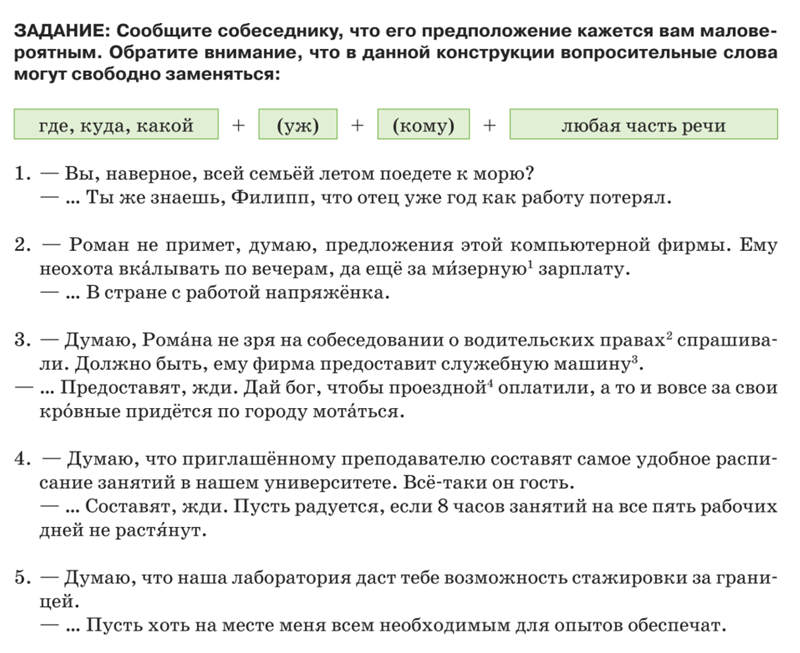 ЗАДАНИЕ: Сообщите собеседнику, что его предположение кажется вам малове-
роятным. Обратите внимание, что в данной конструкции вопросительные слова
могут свободно заменяться:
где, куда, какой + (уж) + (кому) + любая часть речи
1. — Вы, наверное, всей семьёй летом поедете к морю?
— ... Ты же знаешь, Филипп, что отец уже год как работу потерял.
2. — Роман не примет, думаю, предложения этой компьютерной фирмы. Ему
неохота вка́лывать по вечерам, да ещё за ми́зерную¹ зарплату.
— ... В стране с работой напряжёнка.
3. — Думаю, Рома́на не зря на собеседовании о водительских правах² спрашива-
ли. Должно быть, ему фирма предоставит служебную машину³.
— ... Предоставят, жди. Дай бог, чтобы проездной⁴ оплатили, а то и вовсе за свои
кро́вные придётся по городу мота́ться.
4. — Думаю, что приглашённому преподавателю составят самое удобное распи-
сание занятий в нашем университете. Всё-таки он гость.
— ... Составят, жди. Пусть радуется, если 8 часов занятий на все пять рабочих
дней не растя́нут.
5. — Думаю, что наша лаборатория даст тебе возможность стажировки за грани-
цей.
— ... Пусть хоть на месте меня всем необходимым для опытов обеспечат.